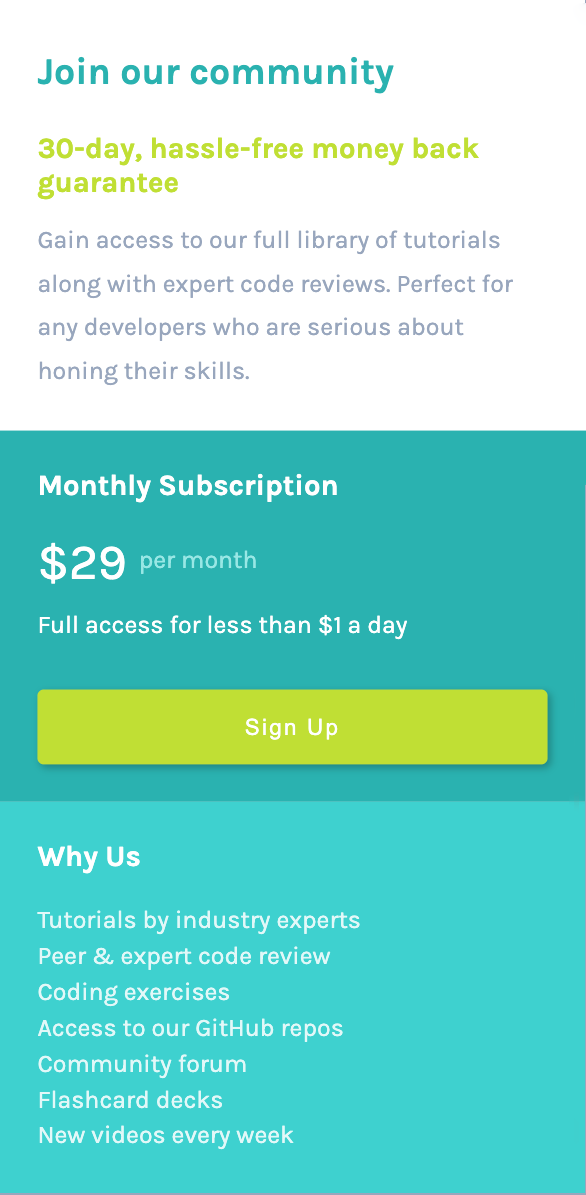 Join our community
30-day, hassle-free money back
guarantee
Gain access to our full library of tutorials
along with expert code reviews. Perfect for
any developers who are serious about
honing their skills.
Monthly Subscription
$29 per month
Full access for less than $1 a day
Sign Up
Why Us
Tutorials by industry experts
Peer & expert code review
Coding exercises
Access to our GitHub repos
Community forum
Flashcard decks
New videos every week